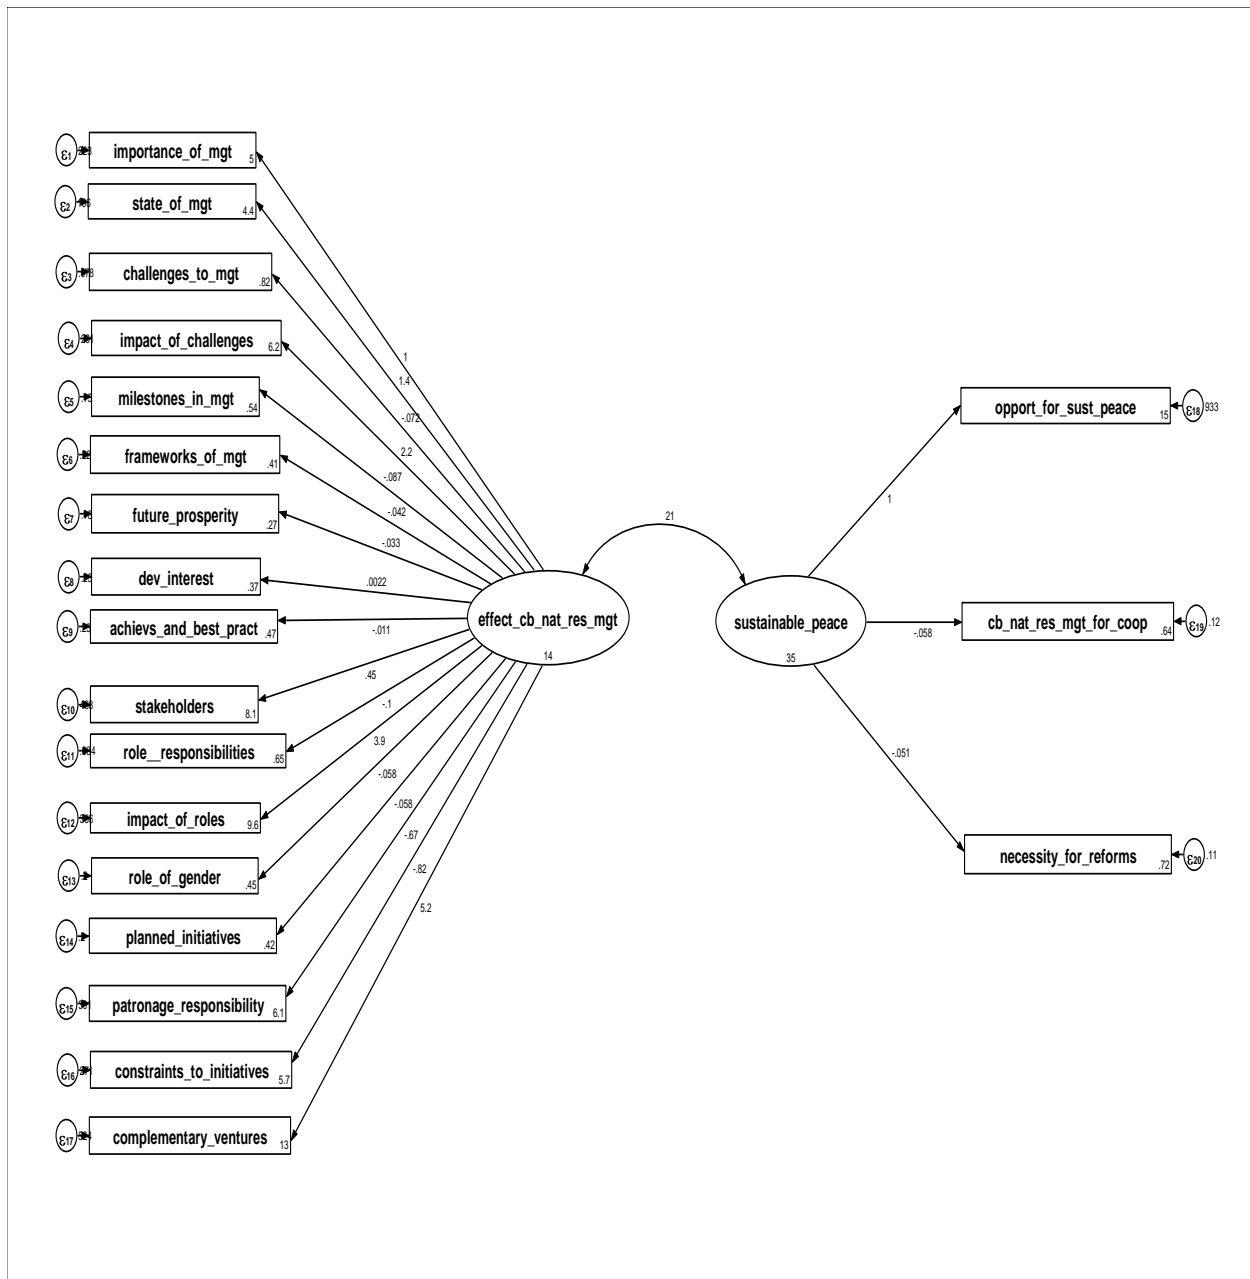 ε1
importance_of_mgt
5
ε2
state_of_mgt
4.4
ε3
challenges_to_mgt
.82
ε4
impact_of_challenges
6.2
ε5
milestones_in_mgt
.54
ε6
frameworks_of_mgt
.41
ε7
future_prosperity
.27
ε8
dev_interest
.37
ε9
achievs_and_best_pract
.47
ε10
stakeholders
8.1
ε11
role__responsibilities
.65
ε12
impact_of_roles
9.6
ε13
role_of_gender
.45
ε14
planned_initiatives
.42
ε15
patronage_responsibility
6.1
ε16
constraints_to_initiatives
5.7
ε17
complementary_ventures
13
1
1.4
-.072
2.2
-.087
-.042
-.033
.0022
-.011
.45
-.1
3.9
-.058
-.058
-.67
-.82
5.2
effect_cb_nat_res_mgt
14
21
sustainable_peace
35
1
-.058
-.051
opport_for_sust_peace
15
ε18
933
cb_nat_res_mgt_for_coop
.64
ε19
.12
necessity_for_reforms
.72
ε20
.11